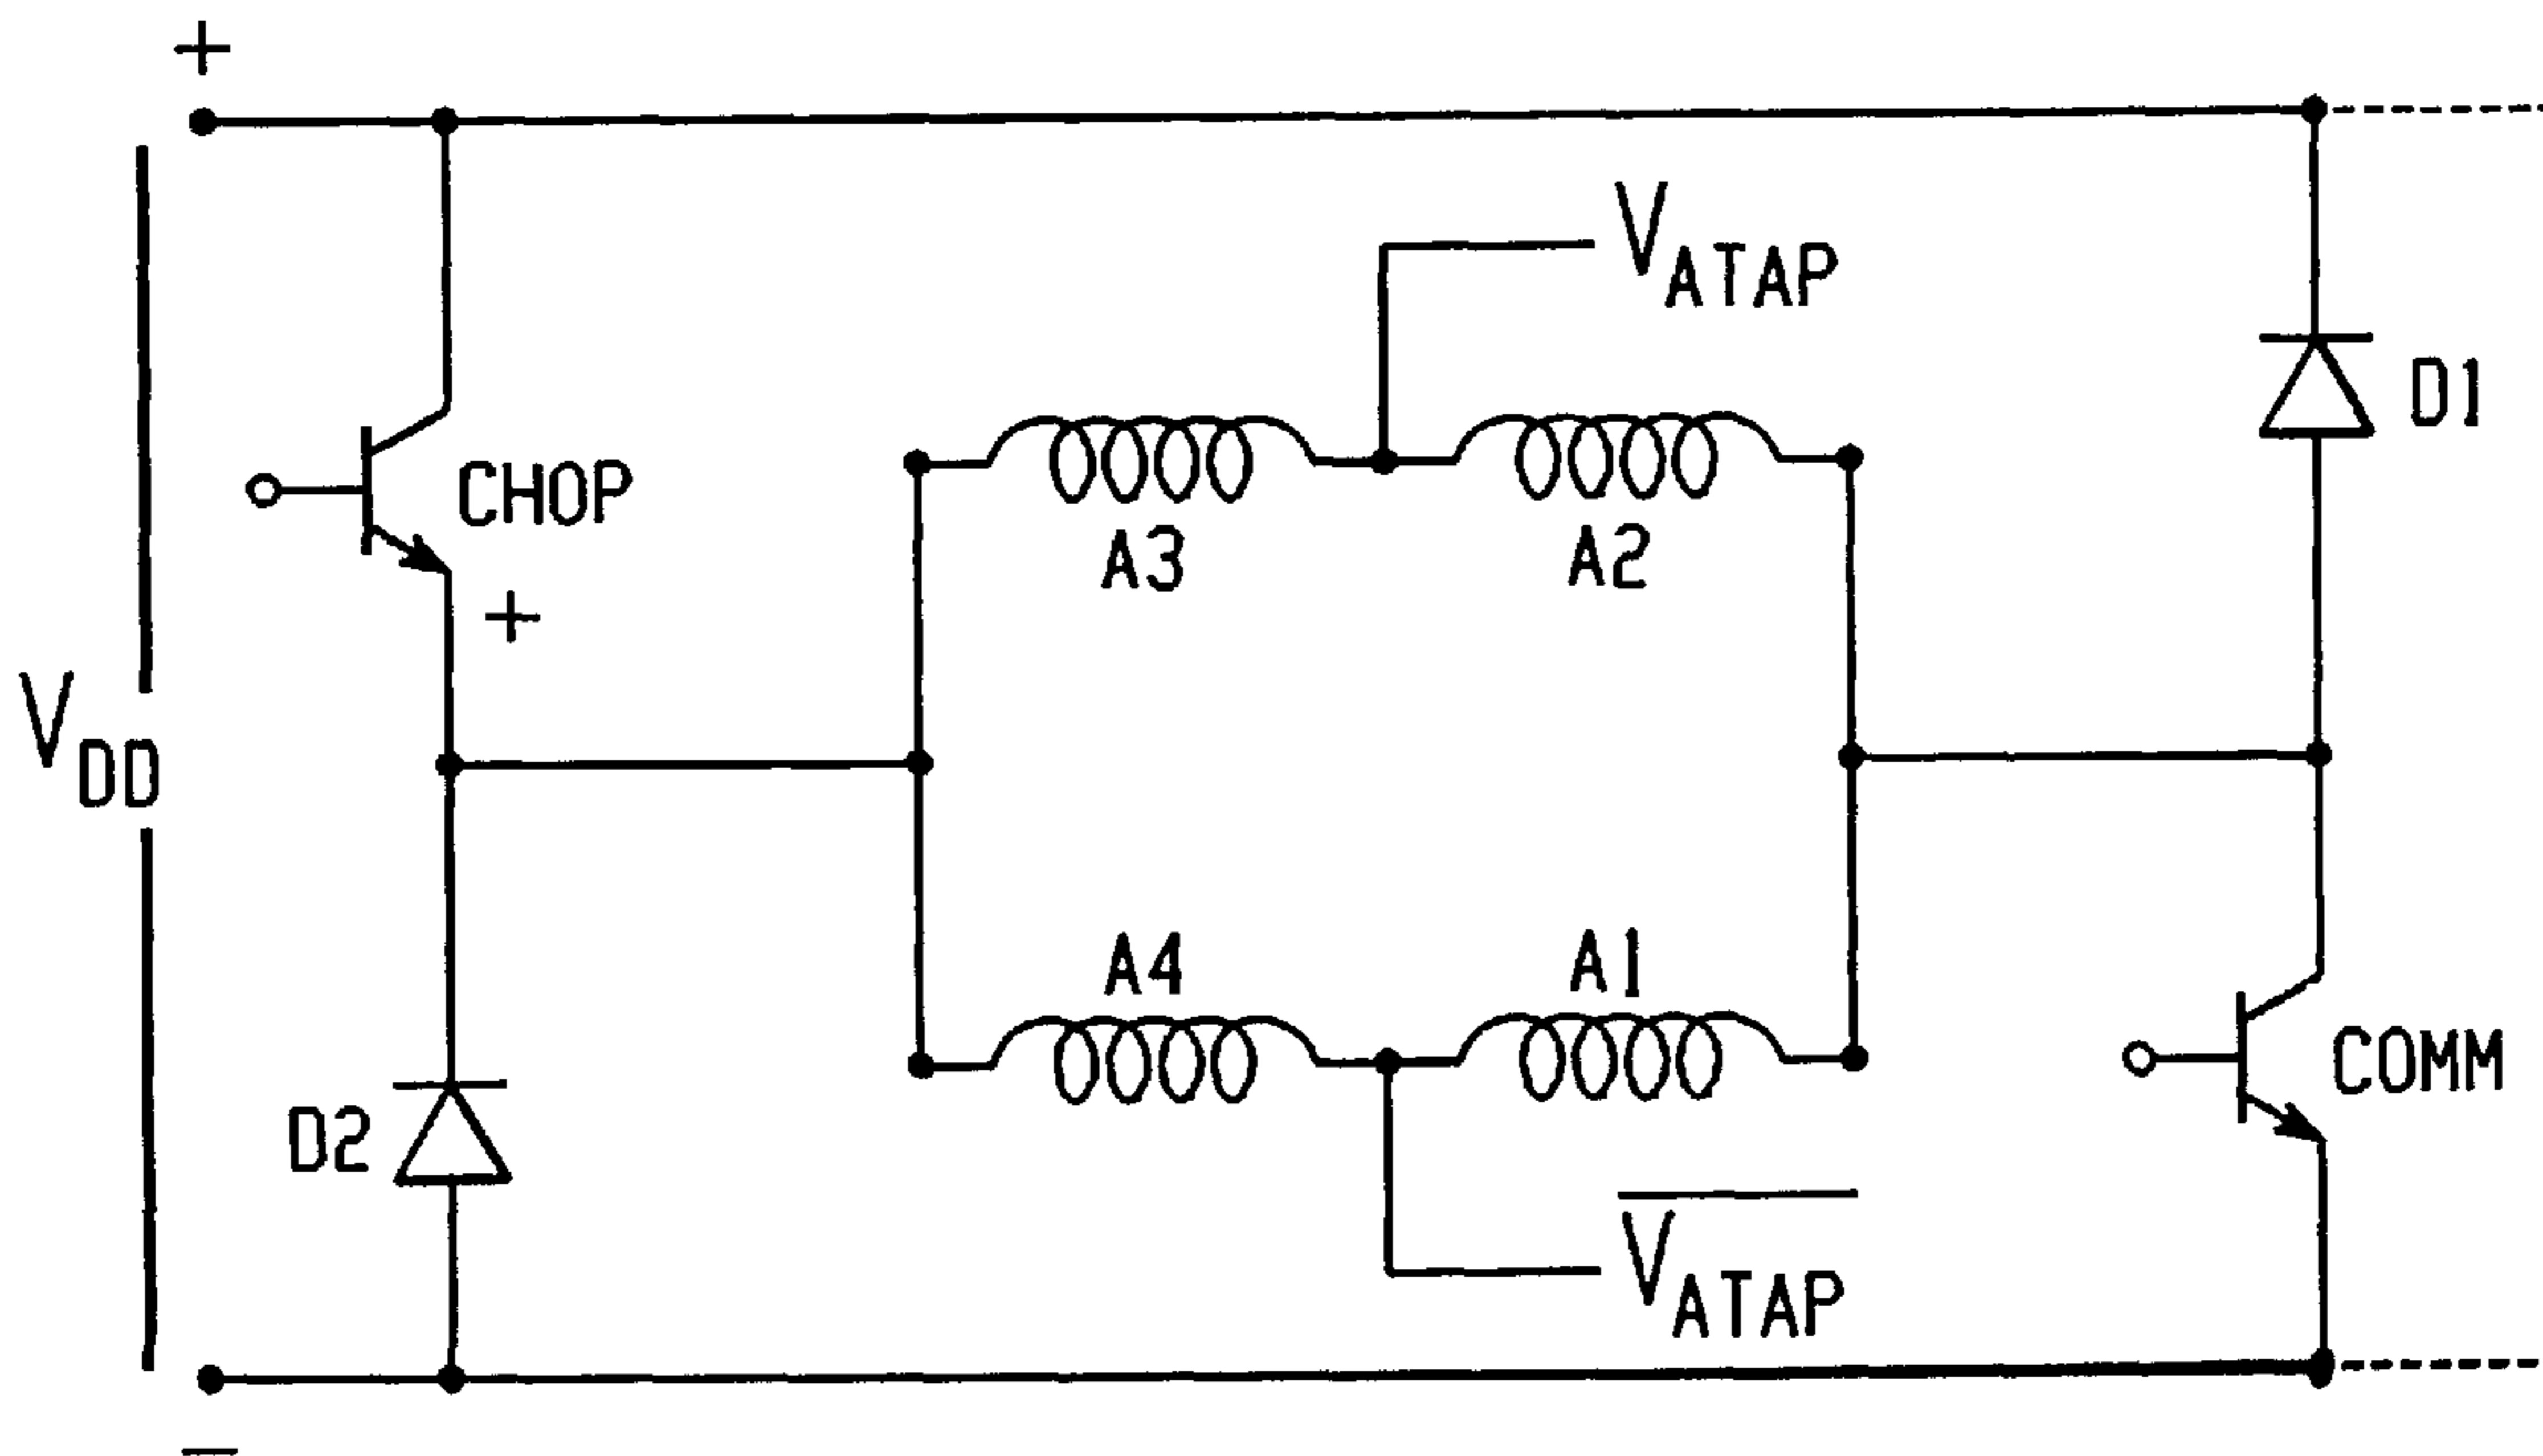 +
V_ATAP
D1
CHOP
A3
A2
+
V_DD
A4
A1
COMM
D2
V̅_ATAP
−